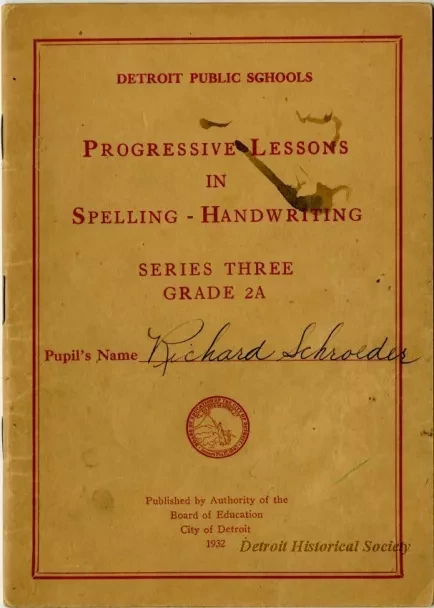 DETROIT PUBLIC SCHOOLS
PROGRESSIVE LESSONS
IN
SPELLING - HANDWRITING
SERIES THREE
GRADE 2A
Pupil's Name Richard Schroeder
Published by Authority of the
Board of Education
City of Detroit
1932
Detroit Historical Society